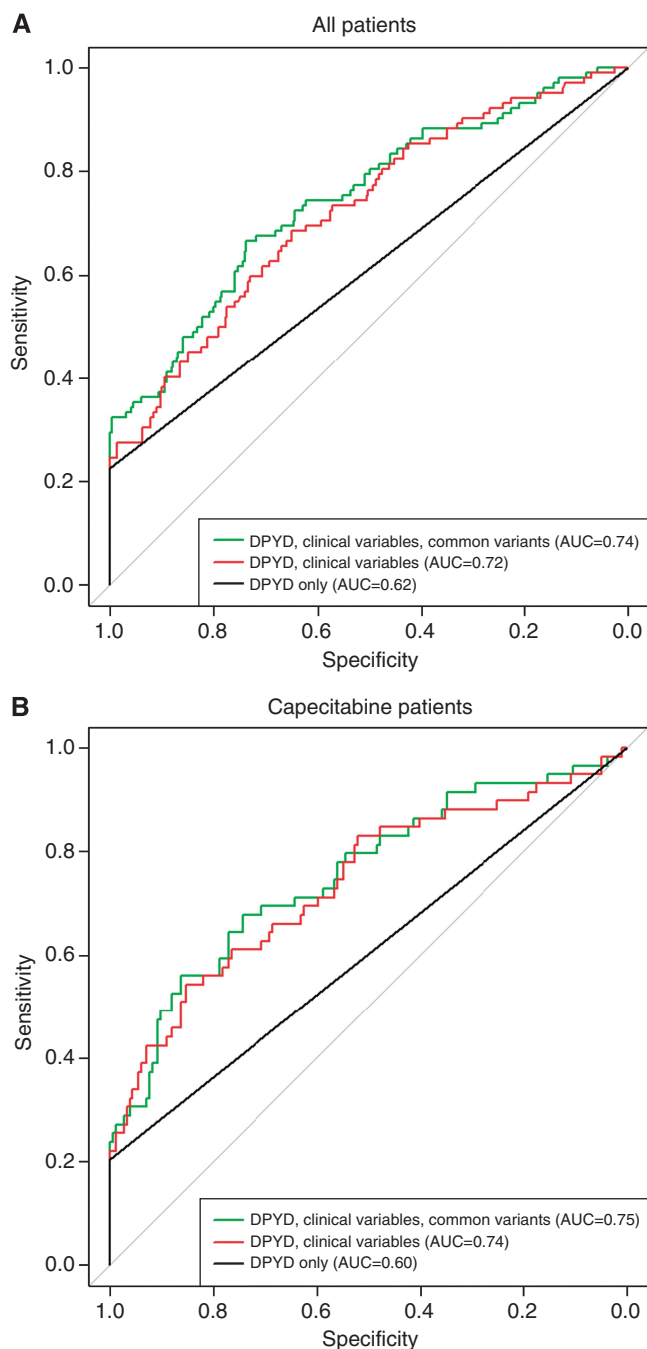 A
All patients
1.0
0.8
0.6
0.4
0.2
0.0
Sensitivity
DPYD, clinical variables, common variants (AUC=0.74)
DPYD, clinical variables (AUC=0.72)
DPYD only (AUC=0.62)
1.0 0.8 0.6 0.4 0.2 0.0
Specificity
B
Capecitabine patients
1.0
0.8
0.6
0.4
0.2
0.0
Sensitivity
DPYD, clinical variables, common variants (AUC=0.75)
DPYD, clinical variables (AUC=0.74)
DPYD only (AUC=0.60)
1.0 0.8 0.6 0.4 0.2 0.0
Specificity